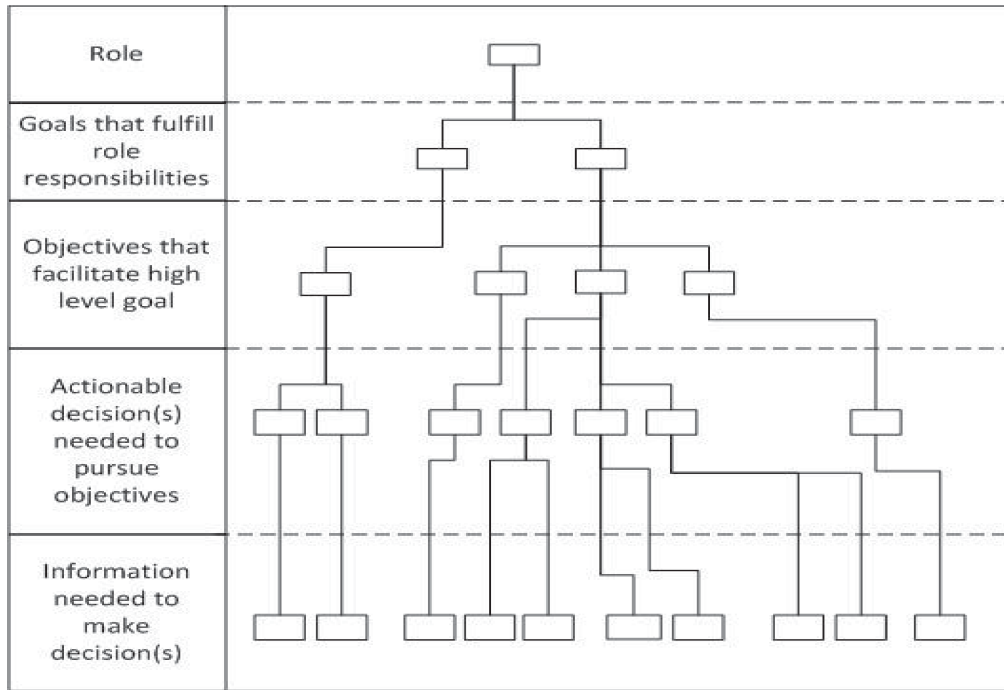 Role
Goals that fulfill
role
responsibilities
Objectives that
facilitate high
level goal
Actionable
decision(s)
needed to
pursue
objectives
Information
needed to
make
decision(s)